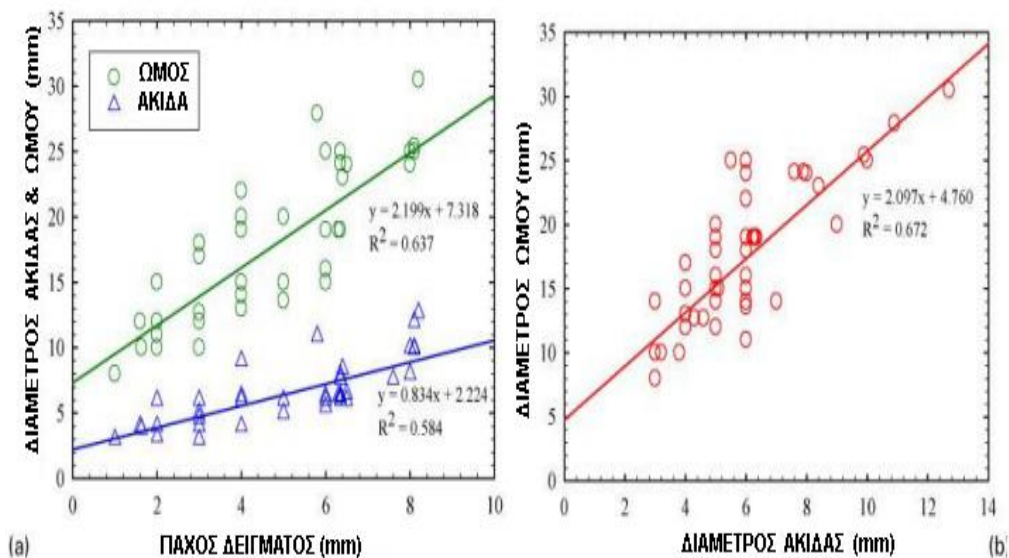 ΔΙΑΜΕΤΡΟΣ ΑΚΙΔΑΣ & ΩΜΟΥ (mm)
35
30
25
20
15
10
5
0
ΩΜΟΣ
ΑΚΙΔΑ
y = 2.199x + 7.318
R² = 0.637
y = 0.834x + 2.224
R² = 0.584
0 2 4 6 8 10
(a) ΠΑΧΟΣ ΔΕΙΓΜΑΤΟΣ (mm)
ΔΙΑΜΕΤΡΟΣ ΩΜΟΥ (mm)
35
30
25
20
15
10
5
0
y = 2.097x + 4.760
R² = 0.672
0 2 4 6 8 10 12 14
ΔΙΑΜΕΤΡΟΣ ΑΚΙΔΑΣ (mm) (b)